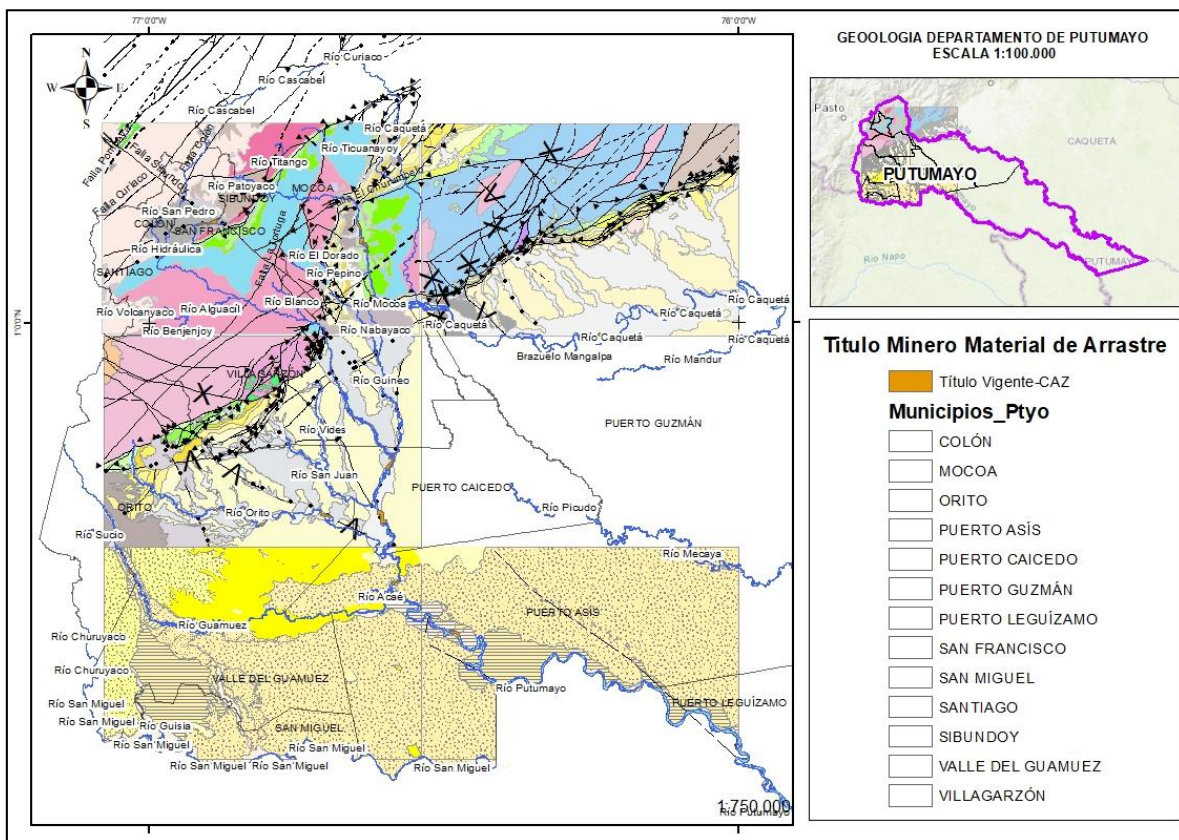 77°0'0"W
76°0'0"W
1°0'0"N
N
W
E
S
Río Curiaco
Río Cascabel
Río Cascabel
Río Caquetá
Río Ticuanayoy
Río Titango
Río Patoyaco
MOCOA
SIBUNDOY
Río San Pedro
COLÓN
SAN FRANCISCO
Río Hidráulica
SANTIAGO
Río El Dorado
Río Pepino
Río Volcanyaco
Río Alguacíl
Río Blanco
Río Mocoa
Río Benjenjoy
Río Nabayaco
Río Caquetá
Río Caquetá
Río Caquetá
Río Caquetá
Río Caquetá
Brazuelo Mangalpa
Río Mandur
VILLAGARZÓN
Río Guineo
PUERTO GUZMÁN
Río Vides
Río San Juan
PUERTO CAICEDO
ORITO
Río Orito
Río Picudo
Río Sucio
Río Mecaya
Río Acaé
PUERTO ASÍS
Río Guamuez
Río Churuyaco
Río Churuyaco
VALLE DEL GUAMUEZ
Río Putumayo
Río San Miguel
PUERTO LEGUÍZAMO
Río San Miguel
Río Guisía
SAN MIGUEL
Río San Miguel
Río San Miguel
Río San Miguel
Río San Miguel
Río San Miguel
1:750.000
Río Putumayo
GEOOLOGIA DEPARTAMENTO DE PUTUMAYO
ESCALA 1:100.000
Pasto
CAQUETA
PUTUMAYO
Río Napo
Titulo Minero Material de Arrastre
Título Vigente-CAZ
Municipios_Ptyo
COLÓN
MOCOA
ORITO
PUERTO ASÍS
PUERTO CAICEDO
PUERTO GUZMÁN
PUERTO LEGUÍZAMO
SAN FRANCISCO
SAN MIGUEL
SANTIAGO
SIBUNDOY
VALLE DEL GUAMUEZ
VILLAGARZÓN